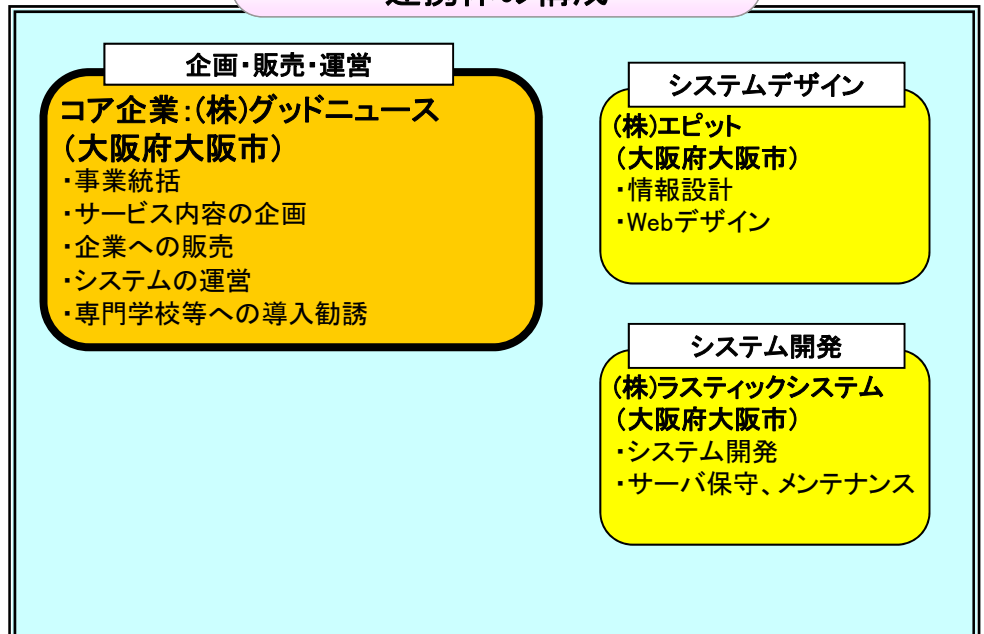 連携体の構成
企画・販売・運営
コア企業：(株)グッドニュース
（大阪府大阪市）
・事業統括
・サービス内容の企画
・企業への販売
・システムの運営
・専門学校等への導入勧誘
システムデザイン
(株)エピット
（大阪府大阪市）
・情報設計
・Webデザイン
システム開発
(株)ラスティックシステム
（大阪府大阪市）
・システム開発
・サーバ保守、メンテナンス